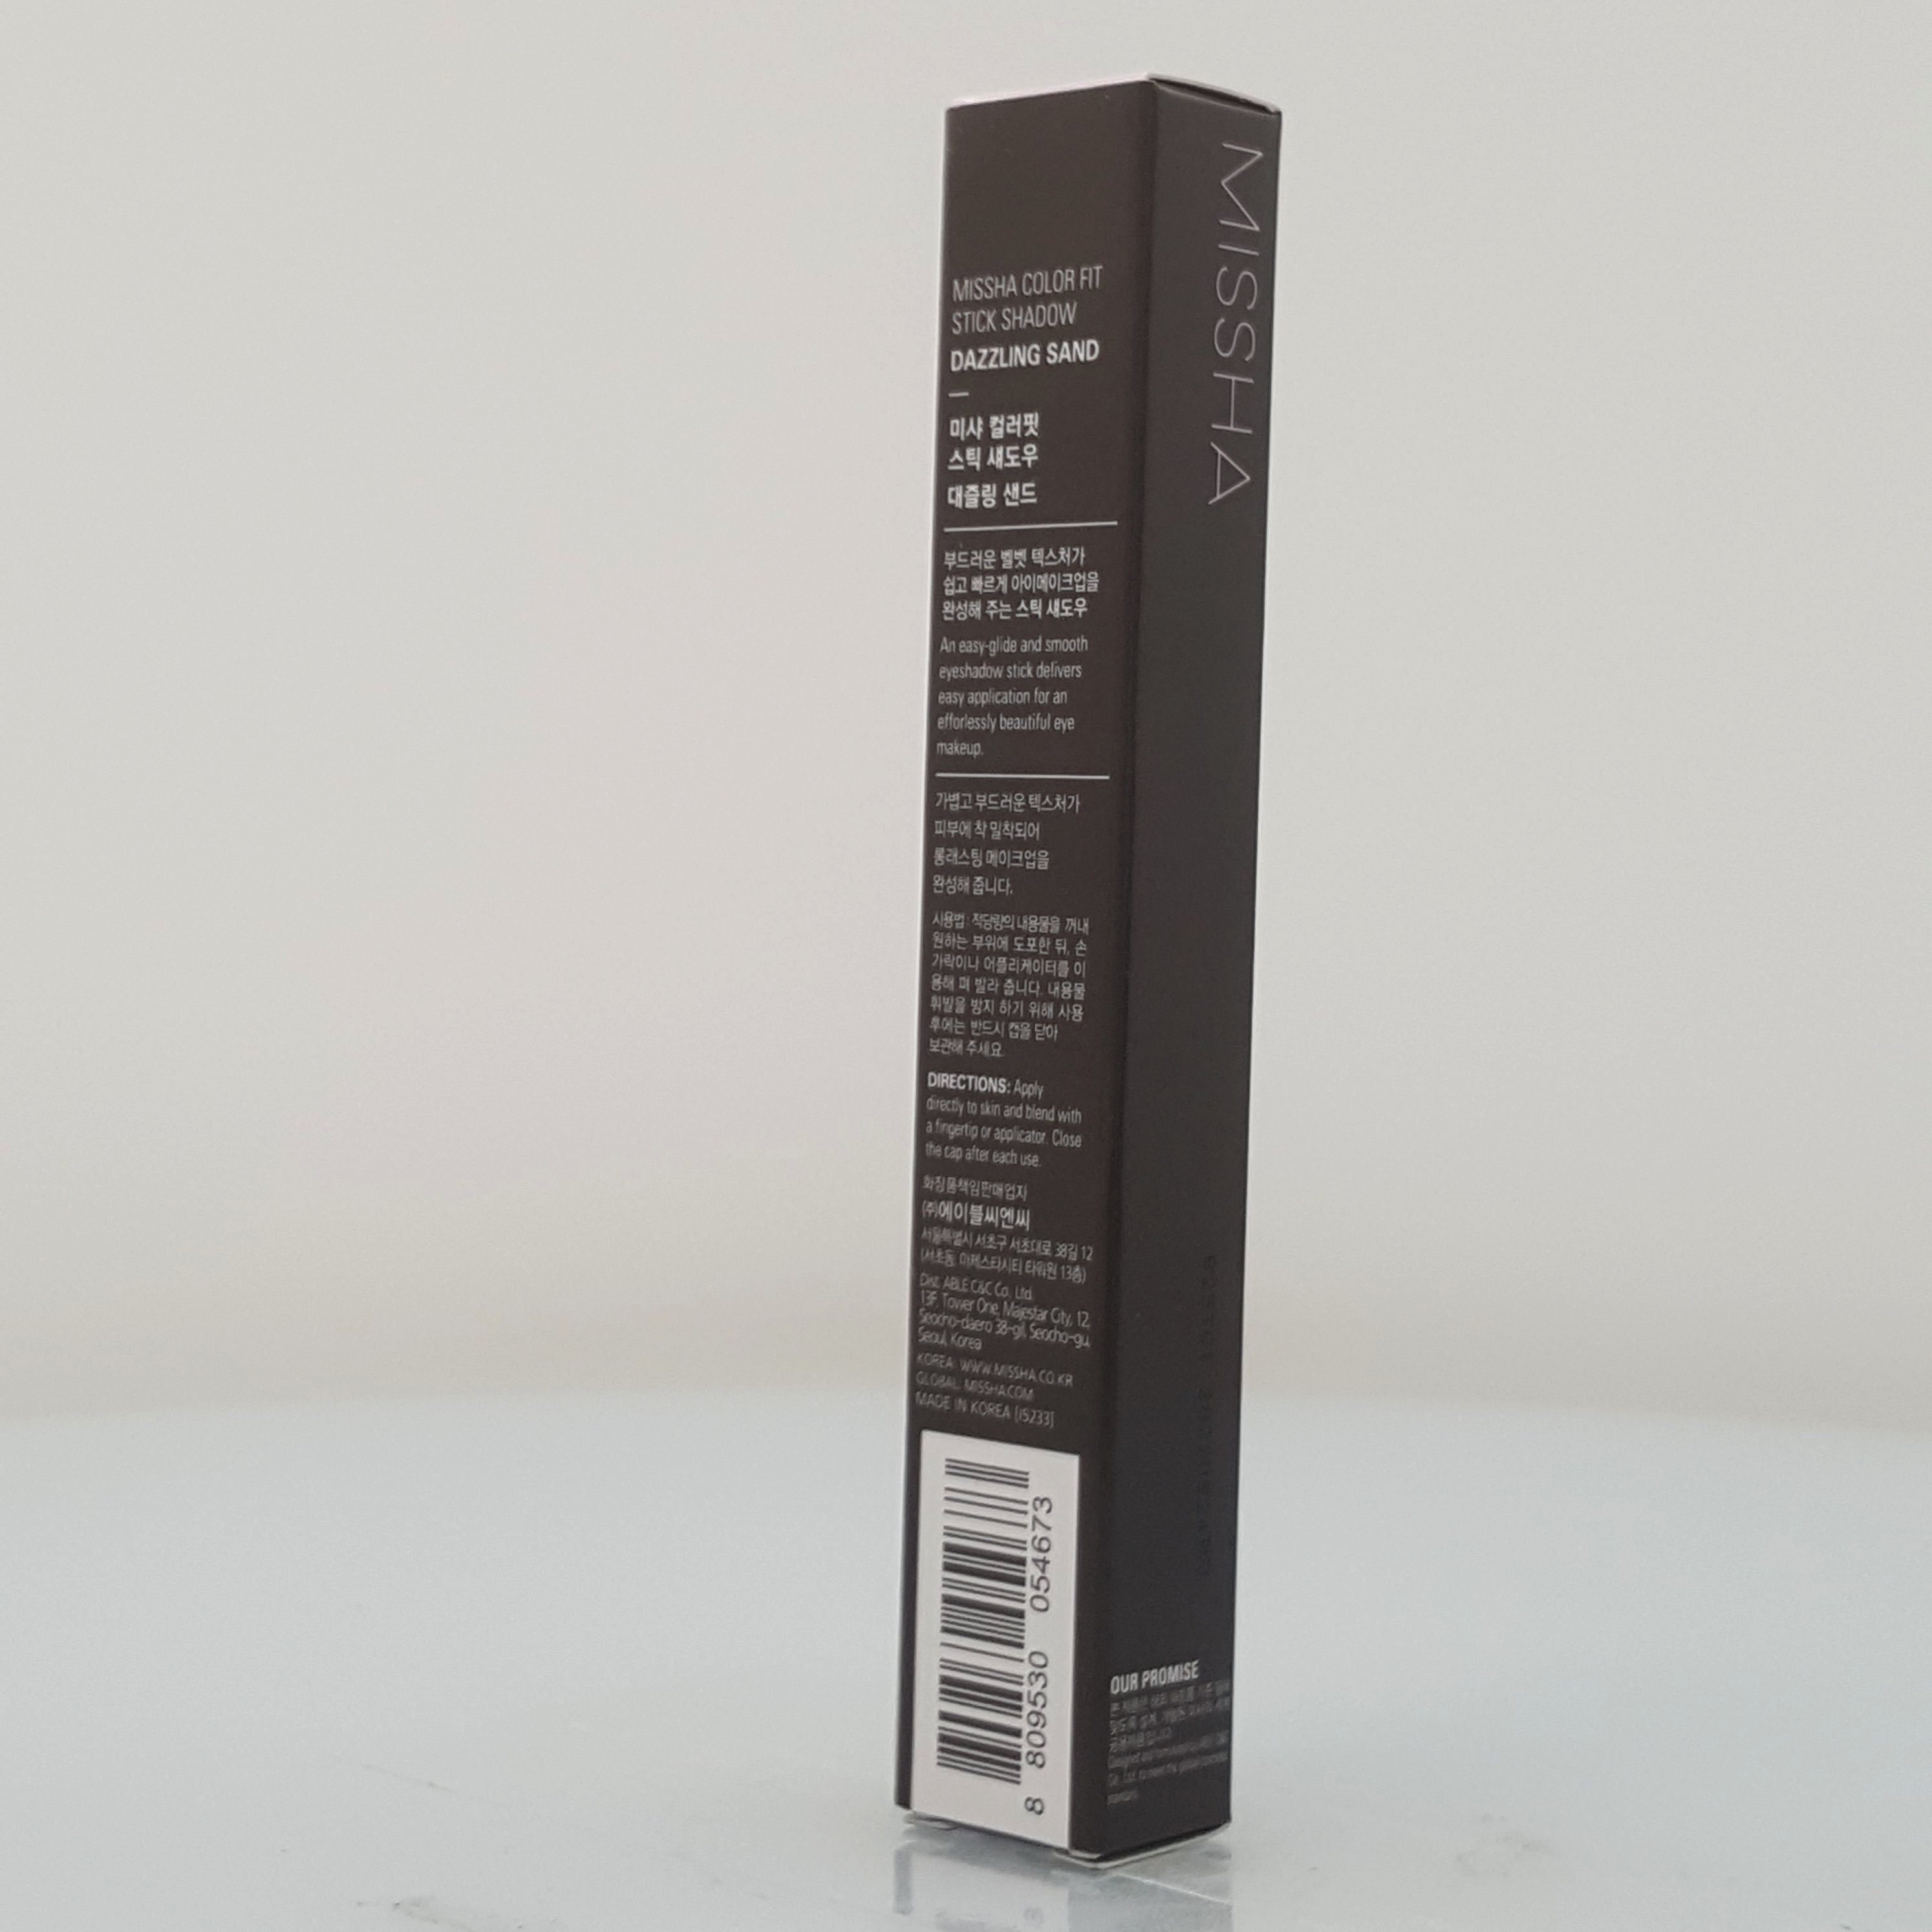 MISSHA COLOR FIT
STICK SHADOW
DAZZLING SAND
미샤 컬러핏
스틱 섀도우
대즐링 샌드
부드러운 벨벳 텍스처가
쉽고 빠르게 아이메이크업을
완성해 주는 스틱 섀도우
An easy-glide and smooth
eyeshadow stick delivers
easy application for an
efforlessly beautiful eye
makeup.
가볍고 부드러운 텍스처가
피부에 착 밀착되어
롱래스팅 메이크업을
완성해 줍니다.
사용법 : 적당량의 내용물을 꺼내
원하는 부위에 도포한 뒤, 손
가락이나 어플리케이터를 이
용해 펴 발라 줍니다. 내용물
휘발을 방지 하기 위해 사용
후에는 반드시 캡을 닫아
보관해 주세요.
DIRECTIONS: Apply
directly to skin and blend with
a fingertip or applicator. Close
the cap after each use.
화장품책임판매업자
(주)에이블씨엔씨
서울특별시 서초구 서초대로 38길 12
(서초동, 마제스타시티 타워원 13층)
Dist. ABLE C&C Co., Ltd.
13F, Tower One, Majestar City, 12,
Seocho-daero 38-gil, Seocho-gu,
Seoul, Korea
KOREA: WWW.MISSHA.CO.KR
GLOBAL: MISSHA.COM
MADE IN KOREA [I5233]
8 809530 054673
MISSHA
OUR PROMISE